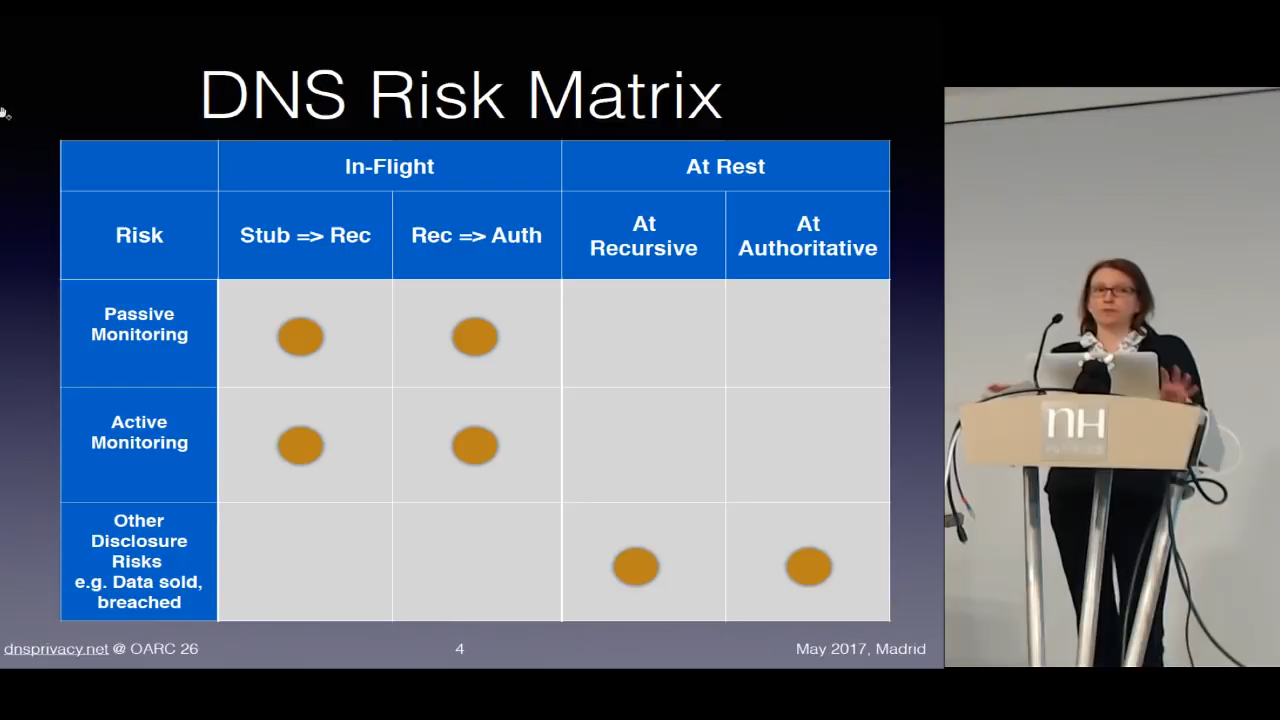 DNS Risk Matrix
In-Flight
At Rest
Risk
Stub => Rec
Rec => Auth
At
Recursive
At
Authoritative
Passive
Monitoring
Active
Monitoring
Other
Disclosure
Risks
e.g. Data sold,
breached
dnsprivacy.net @ OARC 26
4
May 2017, Madrid
nH